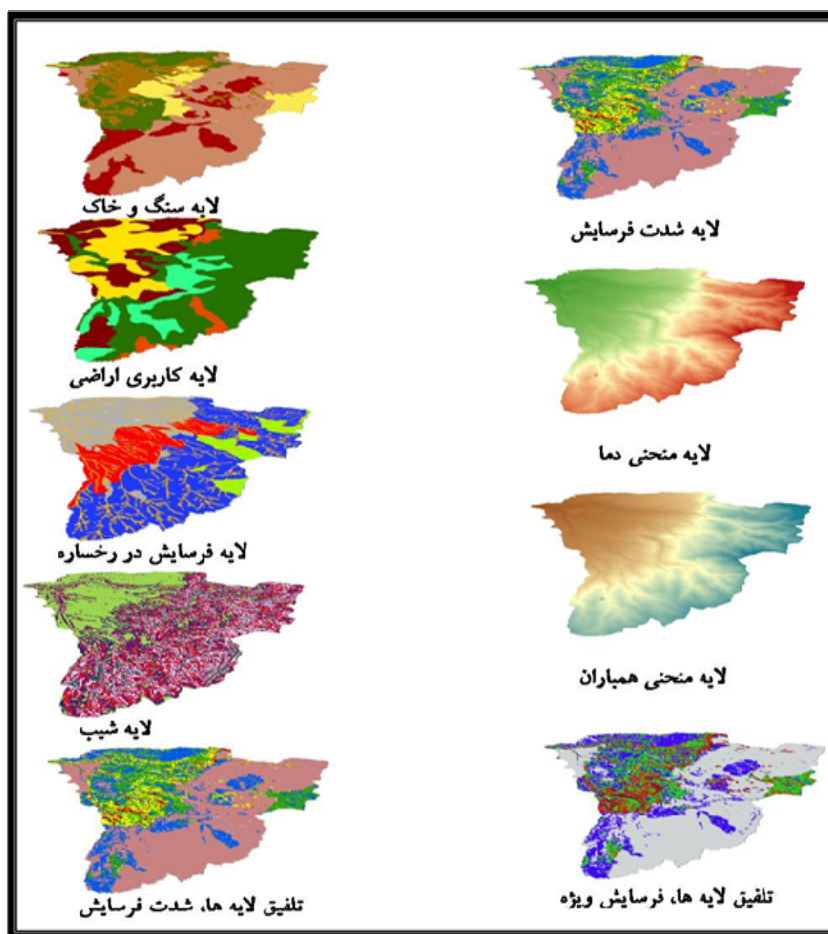 لایه سنگ و خاک
لایه کاربری اراضی
لایه فرسایش در رخساره
لایه شیب
تلفیق لایه ها، شدت فرسایش
لایه شدت فرسایش
لایه منحنی دما
لایه منحنی همباران
تلفیق لایه ها، فرسایش ویژه